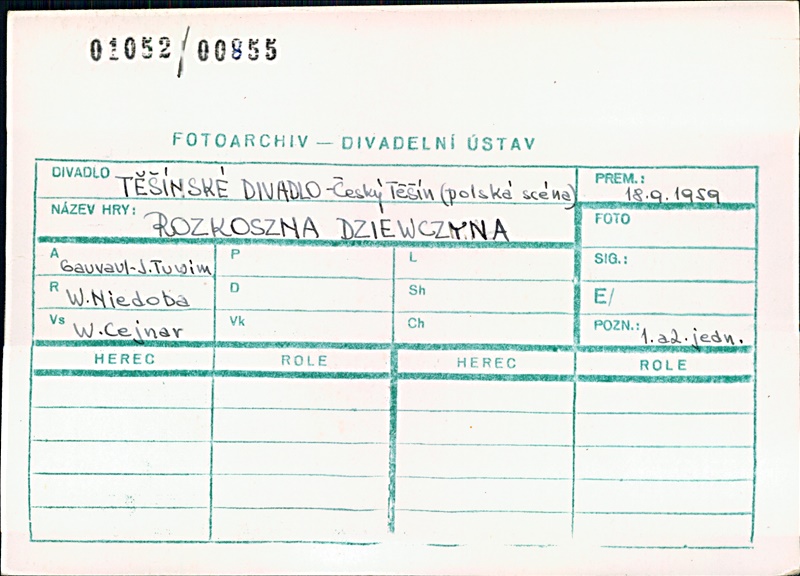 01052/00855
FOTOARCHIV — DIVADELNÍ ÚSTAV
DIVADLO TĚŠÍNSKÉ DIVADLO-Český Těšín (polská scéna)
PREM.: 18.9.1959
NÁZEV HRY: ROZKOSZNA DZIEWCZYNA
FOTO
A Gauvaul-J.Tuwim
P
L
SIG.:
R W.Niedoba
D
Sh
E/
Vs W.Cejnar
Vk
Ch
POZN.: 1.a2.jedn.
HEREC ROLE HEREC ROLE